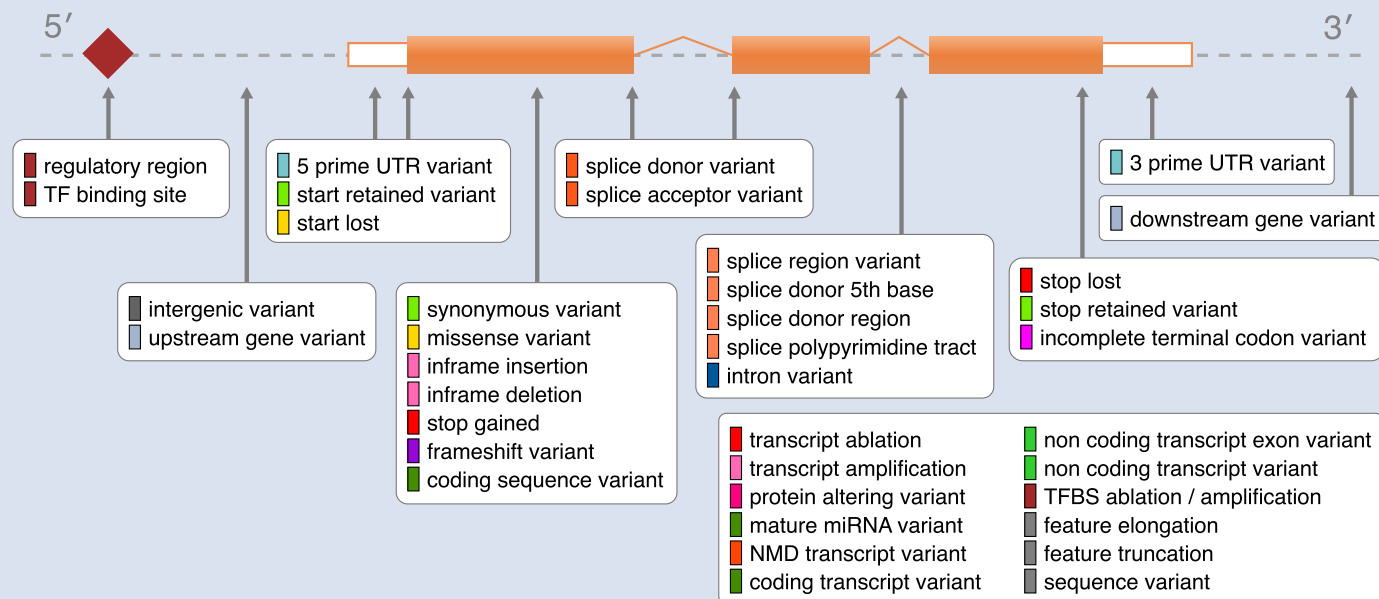 5′
3′
regulatory region
TF binding site
5 prime UTR variant
start retained variant
start lost
splice donor variant
splice acceptor variant
3 prime UTR variant
downstream gene variant
intergenic variant
upstream gene variant
synonymous variant
missense variant
inframe insertion
inframe deletion
stop gained
frameshift variant
coding sequence variant
splice region variant
splice donor 5th base
splice donor region
splice polypyrimidine tract
intron variant
stop lost
stop retained variant
incomplete terminal codon variant
transcript ablation
transcript amplification
protein altering variant
mature miRNA variant
NMD transcript variant
coding transcript variant
non coding transcript exon variant
non coding transcript variant
TFBS ablation / amplification
feature elongation
feature truncation
sequence variant